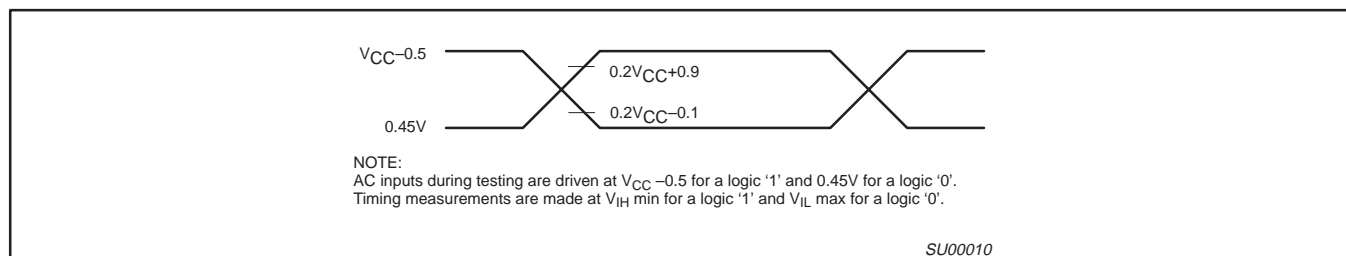 VCC–0.5
0.2VCC+0.9
0.2VCC–0.1
0.45V
NOTE:
AC inputs during testing are driven at VCC –0.5 for a logic ‘1’ and 0.45V for a logic ‘0’.
Timing measurements are made at VIH min for a logic ‘1’ and VIL max for a logic ‘0’.
SU00010